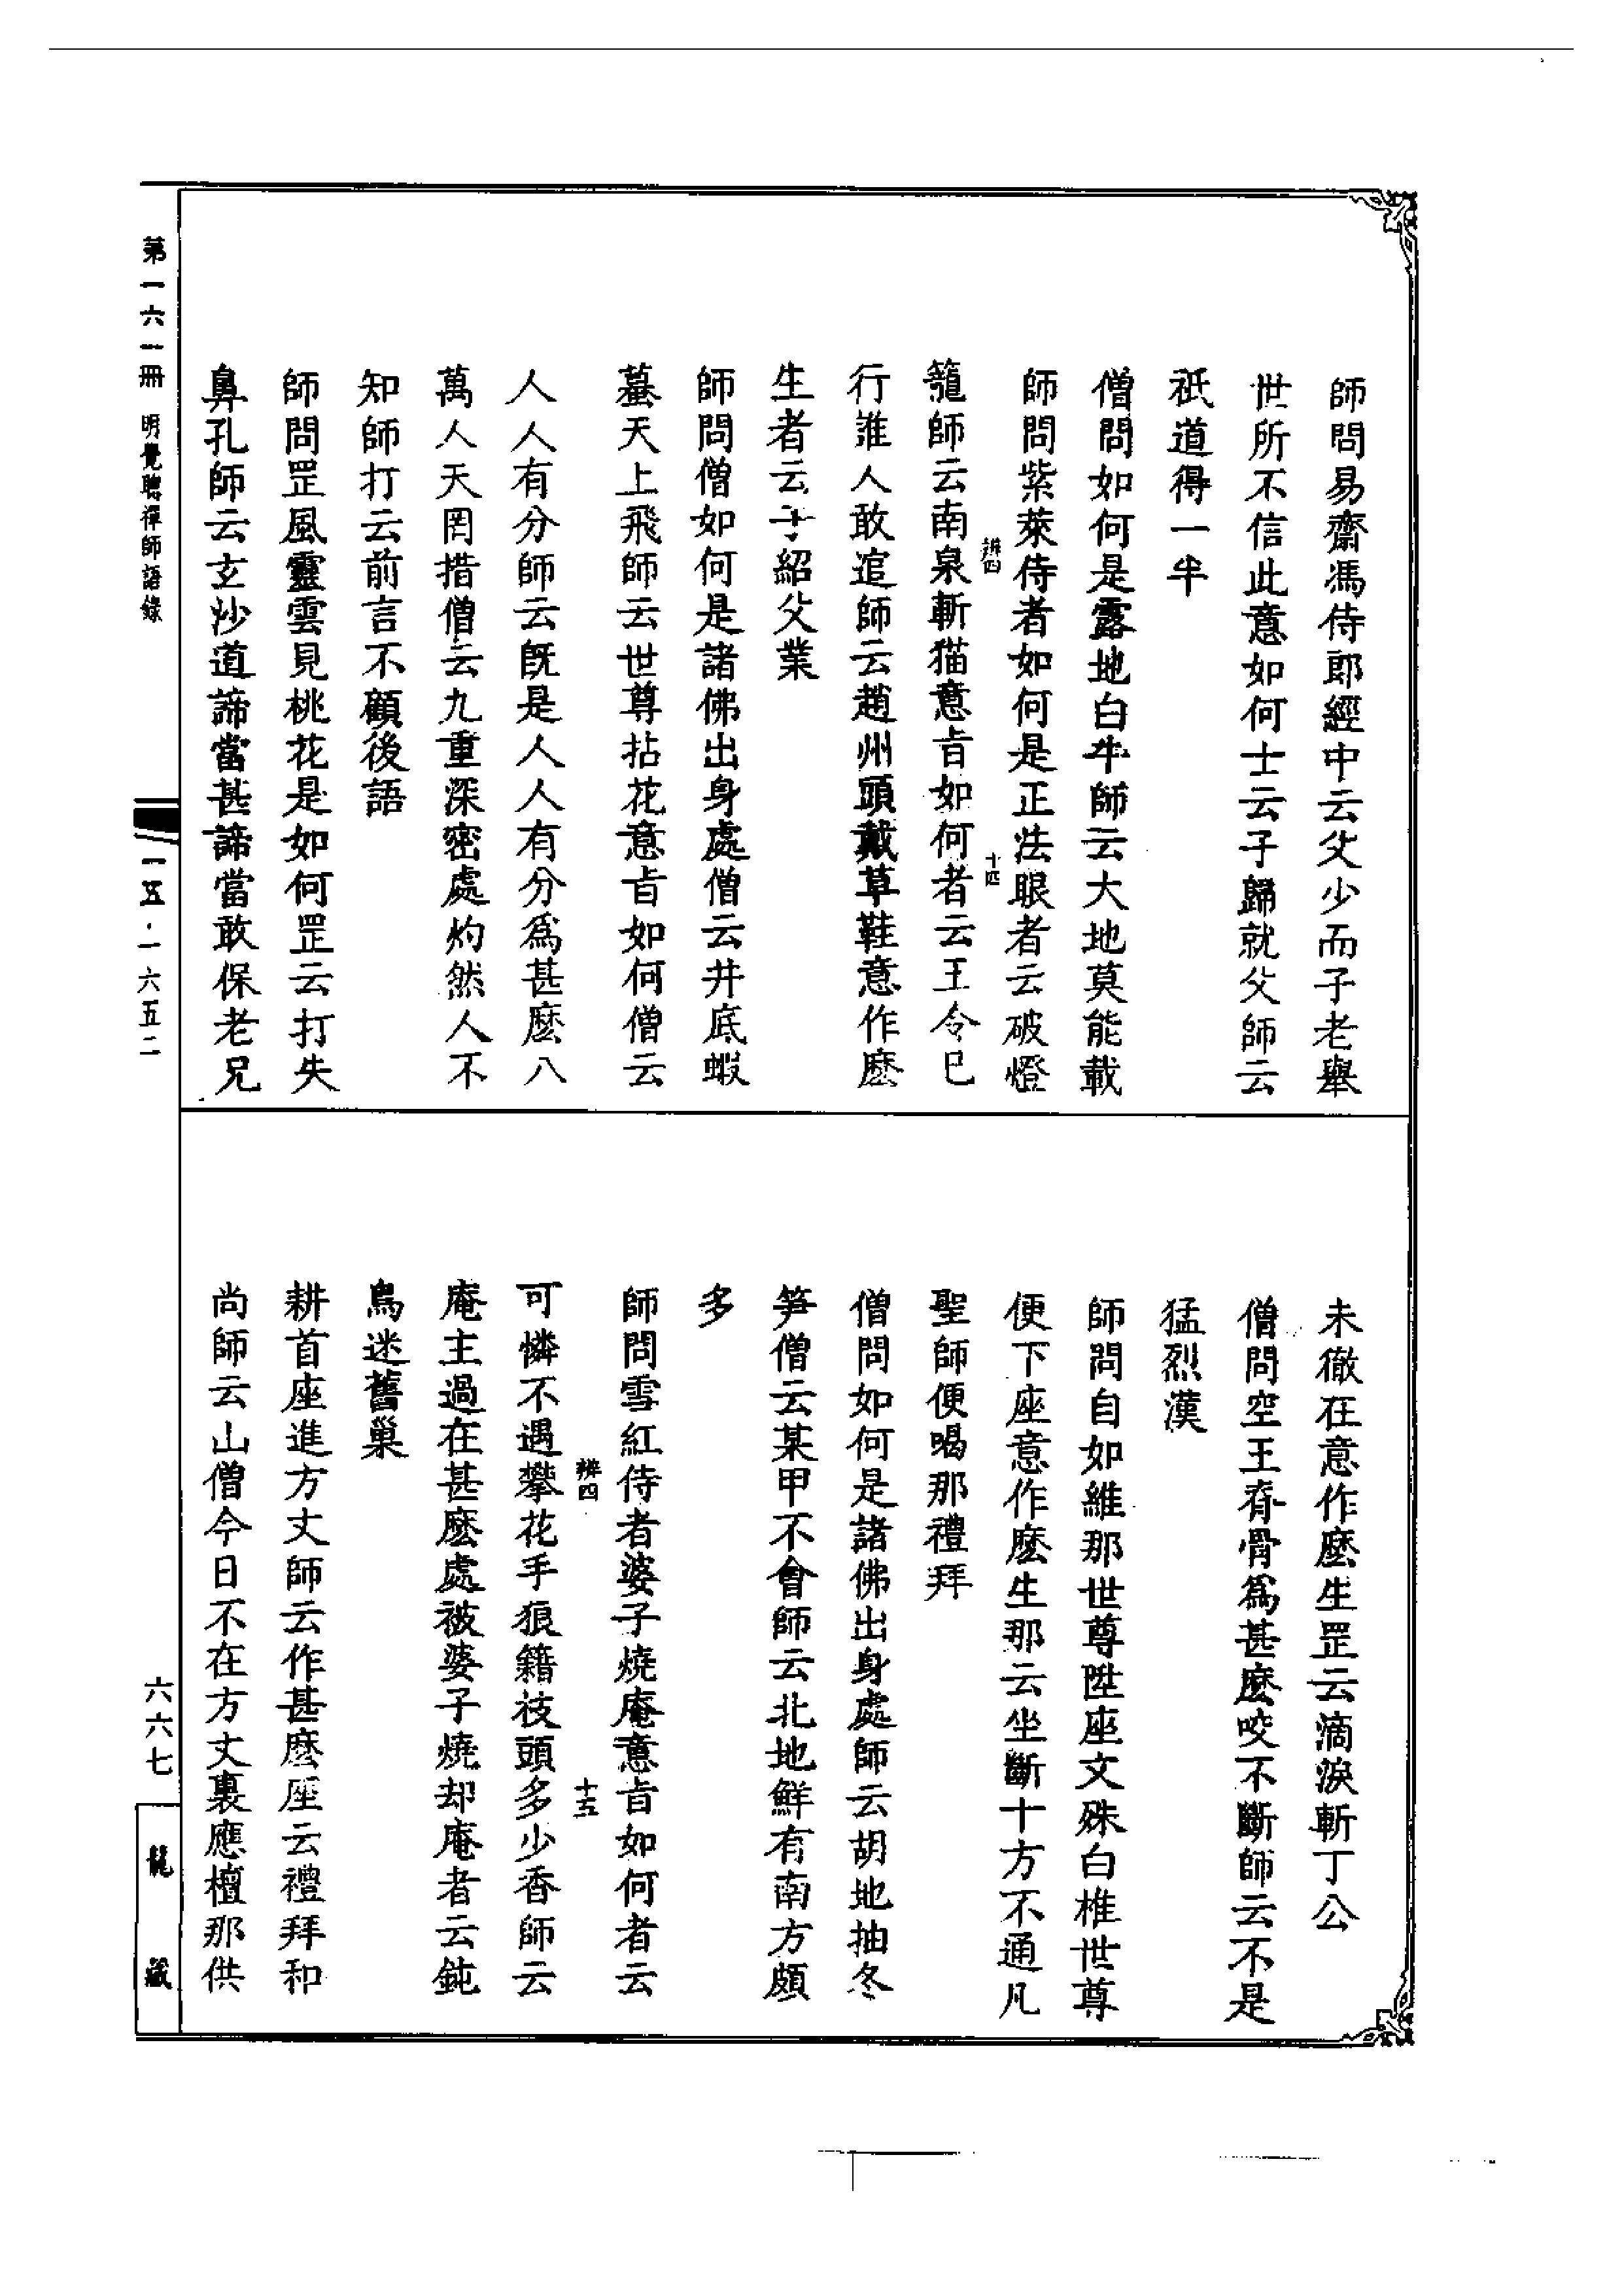 師問易齋馮侍郎經中云父少而子老舉
世所不信此意如何士云子歸就父師云
祇道得一半
僧問如何是露地白牛師云大地莫能載
師問紫萊侍者如何是正法眼者云破燈
辨四
十四
籠師云南泉斬猫意旨如何者云王令已
行誰人敢追師云趙州頭戴草鞋意作麽
生者云子紹父業
師問僧如何是諸佛出身處僧云井底蝦
蟇天上飛師云世尊拈花意旨如何僧云
人人有分師云旣是人人有分爲甚麽八
萬人天罔措僧云九重深密處灼然人不
知師打云前言不顧後語
師問罡風靈雲見桃花是如何罡云打失
鼻孔師云玄沙道諦當甚諦當敢保老兄
未徹在意作麽生罡云滴淚斬丁公
僧問空王脊骨爲甚麽咬不斷師云不是
猛烈漢
師問自如維那世尊陞座文殊白椎世尊
便下座意作麽生那云坐斷十方不通凡
聖師便喝那禮拜
僧問如何是諸佛出身處師云胡地抽冬
笋僧云某甲不會師云北地鮮有南方頗
多
師問雪紅侍者婆子燒庵意旨如何者云
辨四
十五
可憐不遇攀花手狼籍枝頭多少香師云
庵主過在甚麽處被婆子燒却庵者云鈍
鳥迷舊巢
耕首座進方丈師云作甚麽座云禮拜和
尚師云山僧今日不在方丈裏應檀那供
第一六一冊 明覺聰禪師語錄
一五·一六五二
六六七
龍藏